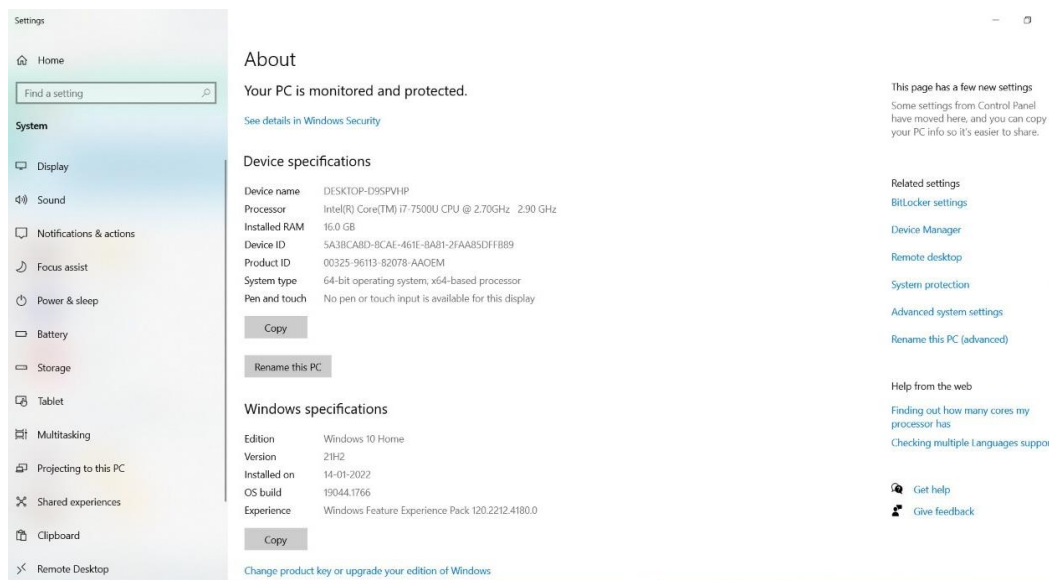 Settings
Home
Find a setting
System
Display
Sound
Notifications & actions
Focus assist
Power & sleep
Battery
Storage
Tablet
Multitasking
Projecting to this PC
Shared experiences
Clipboard
Remote Desktop
About
Your PC is monitored and protected.
See details in Windows Security
Device specifications
Device name DESKTOP-D9SPVHP
Processor Intel(R) Core(TM) i7-7500U CPU @ 2.70GHz 2.90 GHz
Installed RAM 16.0 GB
Device ID 5A3BCA8D-8CAE-461E-8A81-2FAA85DFFB89
Product ID 00325-96113-82078-AAOEM
System type 64-bit operating system, x64-based processor
Pen and touch No pen or touch input is available for this display
Copy
Rename this PC
Windows specifications
Edition Windows 10 Home
Version 21H2
Installed on 14-01-2022
OS build 19044.1766
Experience Windows Feature Experience Pack 120.2212.4180.0
Copy
Change product key or upgrade your edition of Windows
This page has a few new settings
Some settings from Control Panel
have moved here, and you can copy
your PC info so it's easier to share.
Related settings
BitLocker settings
Device Manager
Remote desktop
System protection
Advanced system settings
Rename this PC (advanced)
Help from the web
Finding out how many cores my
processor has
Checking multiple Languages suppor
Get help
Give feedback